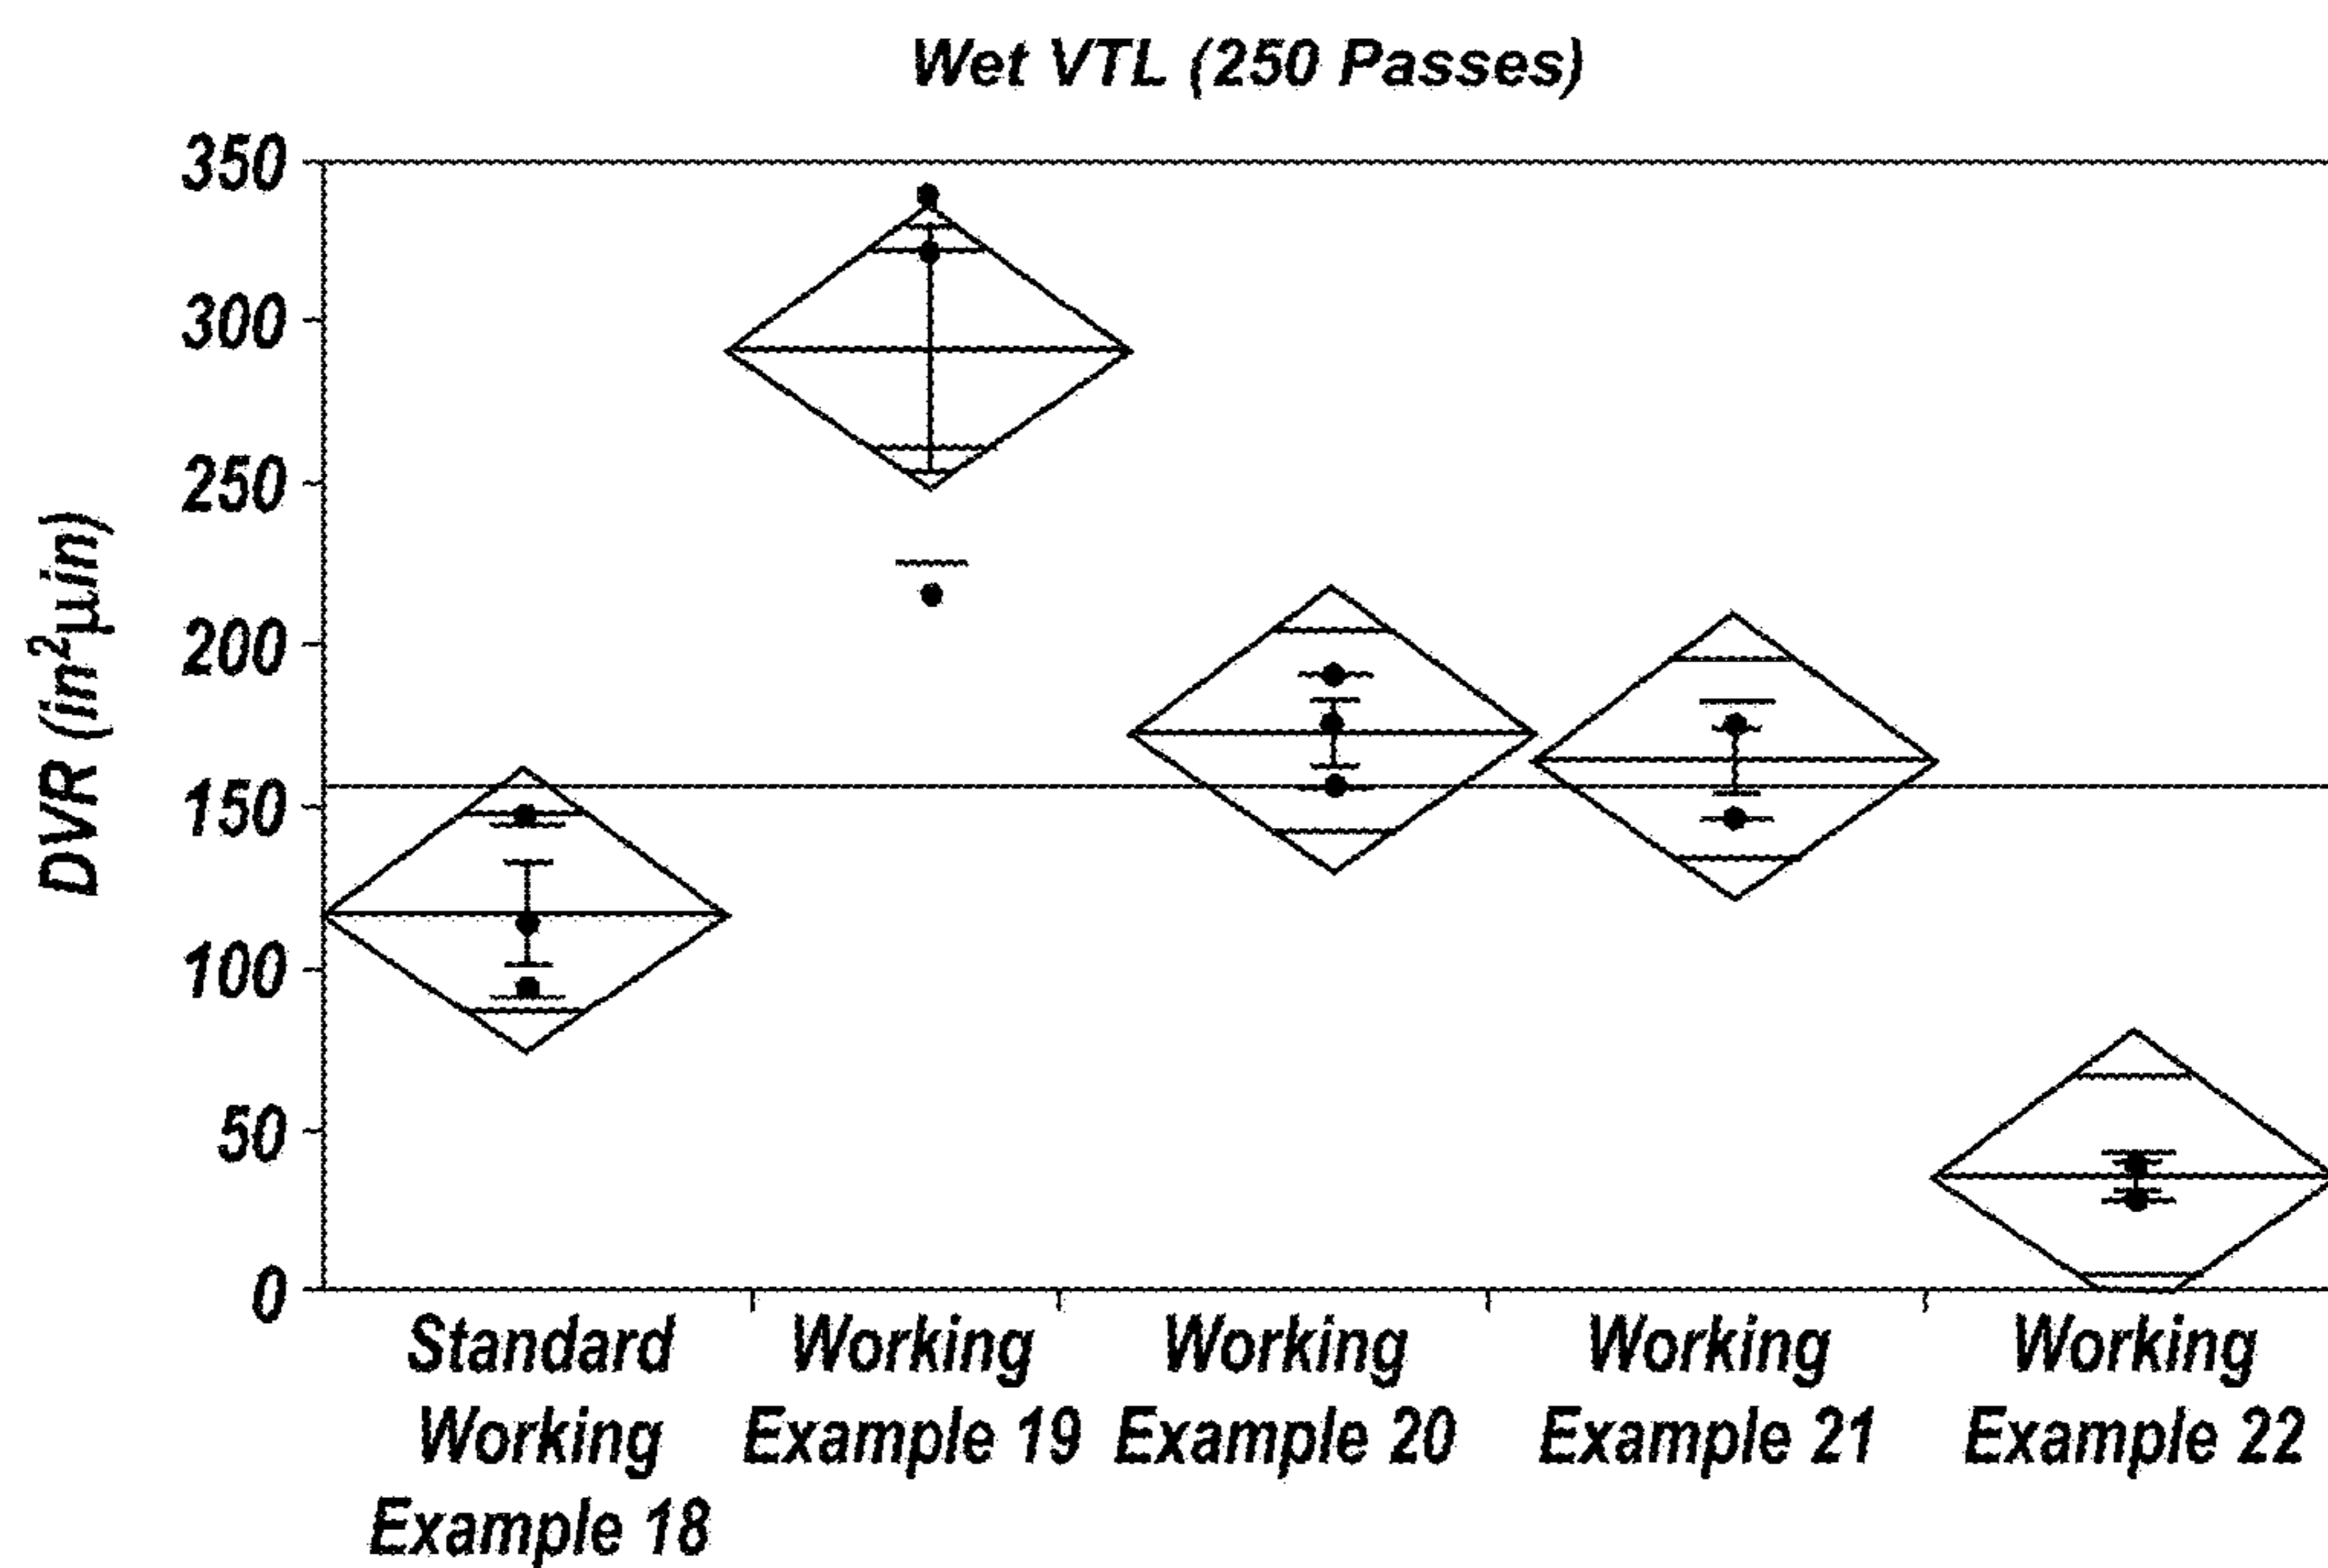 Wet VTL (250 Passes)
DVR (in²µin)
350
300
250
200
150
100
50
0
Standard Working Example 18
Working Example 19
Working Example 20
Working Example 21
Working Example 22